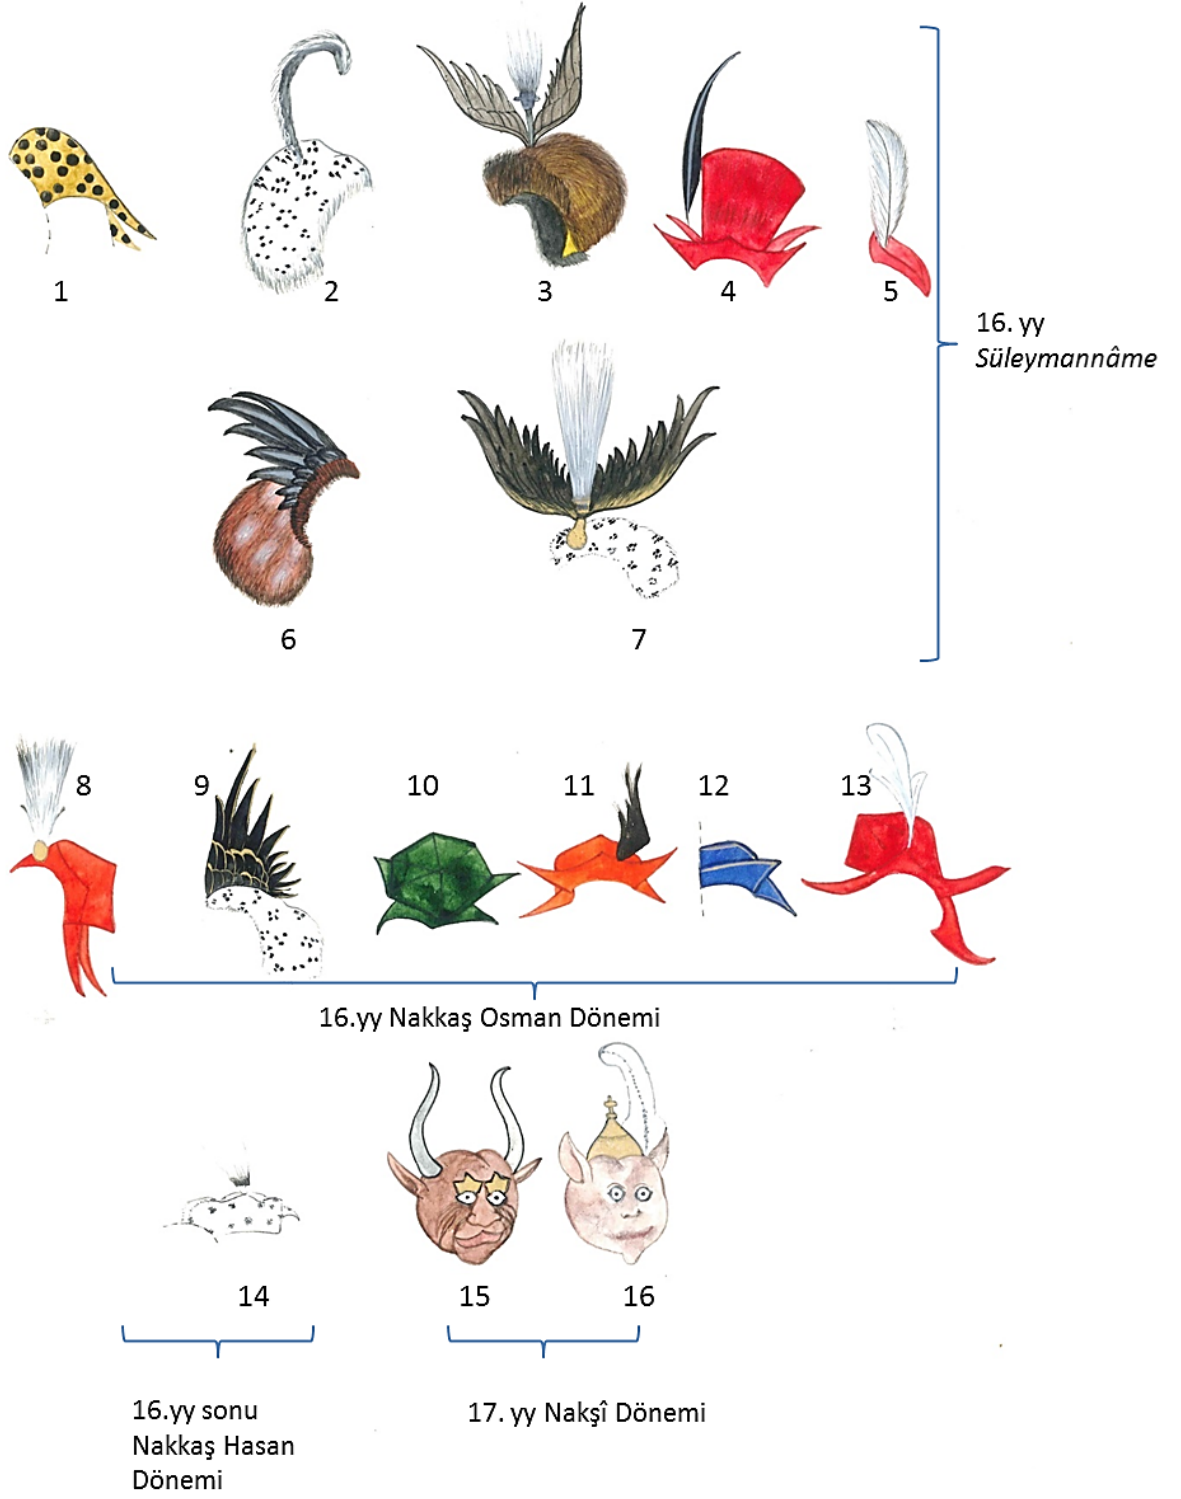 1
2
3
4
5
16. yy
Süleymannâme
6
7
8
9
10
11
12
13
16.yy Nakkaş Osman Dönemi
14
15
16
16.yy sonu
Nakkaş Hasan
Dönemi
17. yy Nakşî Dönemi